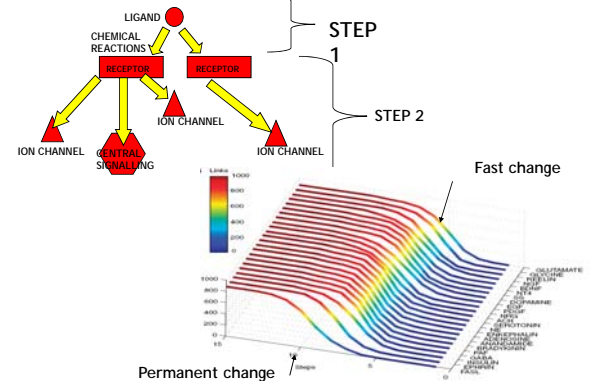 LIGAND
STEP
1
CHEMICAL
REACTIONS
RECEPTOR
RECEPTOR
STEP 2
ION CHANNEL
ION CHANNEL
CENTRAL
SIGNALLING
ION CHANNEL
Fast change
Links
1000
800
600
400
200
0
1000
800
600
400
200
0
15
10
5
0
Steps
GLUTAMATE
GLYCINE
REELIN
NGF
BDNF
NT4
DOPAMINE
EGF
PDGF
NRG
ACH
SEROTONIN
NE
ENKEPHALIN
ADENOSINE
ANANDAMIDE
BRADYKININ
PAF
GABA
INSULIN
EPHRIN
FASL
Permanent change